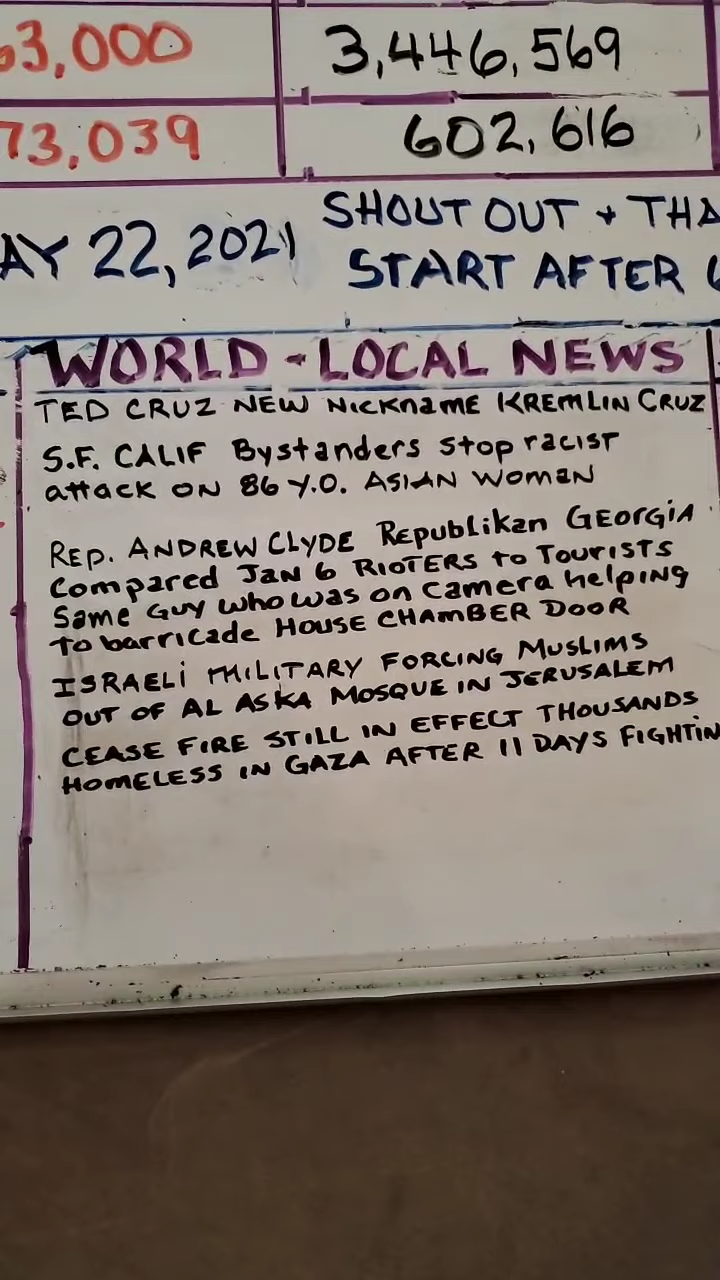 3,000 3,446,569
73,039 602,616
AY 22, 2021 SHOUT OUT +
START AFTER
WORLD - LOCAL NEWS
TED CRUZ NEW NICKNAME KREMLIN CRUZ
S.F. CALIF Bystanders stop racist
attack ON 86 Y.O. ASIAN WOMAN
REP. ANDREW CLYDE Republikan GEORGIA
Compared JAN 6 RIOTERS to TOURISTS
Same GUY who was on Camera helping
to barricade HOUSE CHAMBER DOOR
ISRAELI MILITARY FORCING MUSLIMS
OUT OF AL ASKA MOSQUE IN JERUSALEM
CEASE FIRE STILL IN EFFECT THOUSANDS
HOMELESS IN GAZA AFTER 11 DAYS FIGHTIN